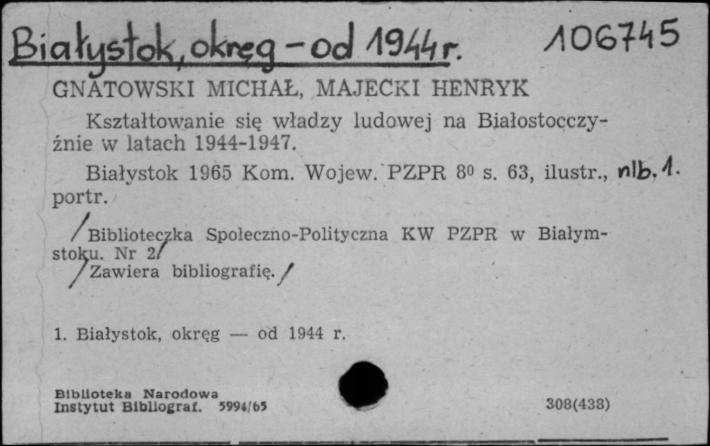 Białystok, okręg - od 1944 r. 106745
GNATOWSKI MICHAŁ, MAJECKI HENRYK
Kształtowanie się władzy ludowej na Białostocczy-
źnie w latach 1944-1947.
Białystok 1965 Kom. Wojew. PZPR 8⁰ s. 63, ilustr., nlb. 1.
portr.
/Biblioteczka Społeczno-Polityczna KW PZPR w Białym-
stoku. Nr 2/
/Zawiera bibliografię./
1. Białystok, okręg — od 1944 r.
Biblioteka Narodowa
Instytut Bibliograf. 5994/65 308(438)